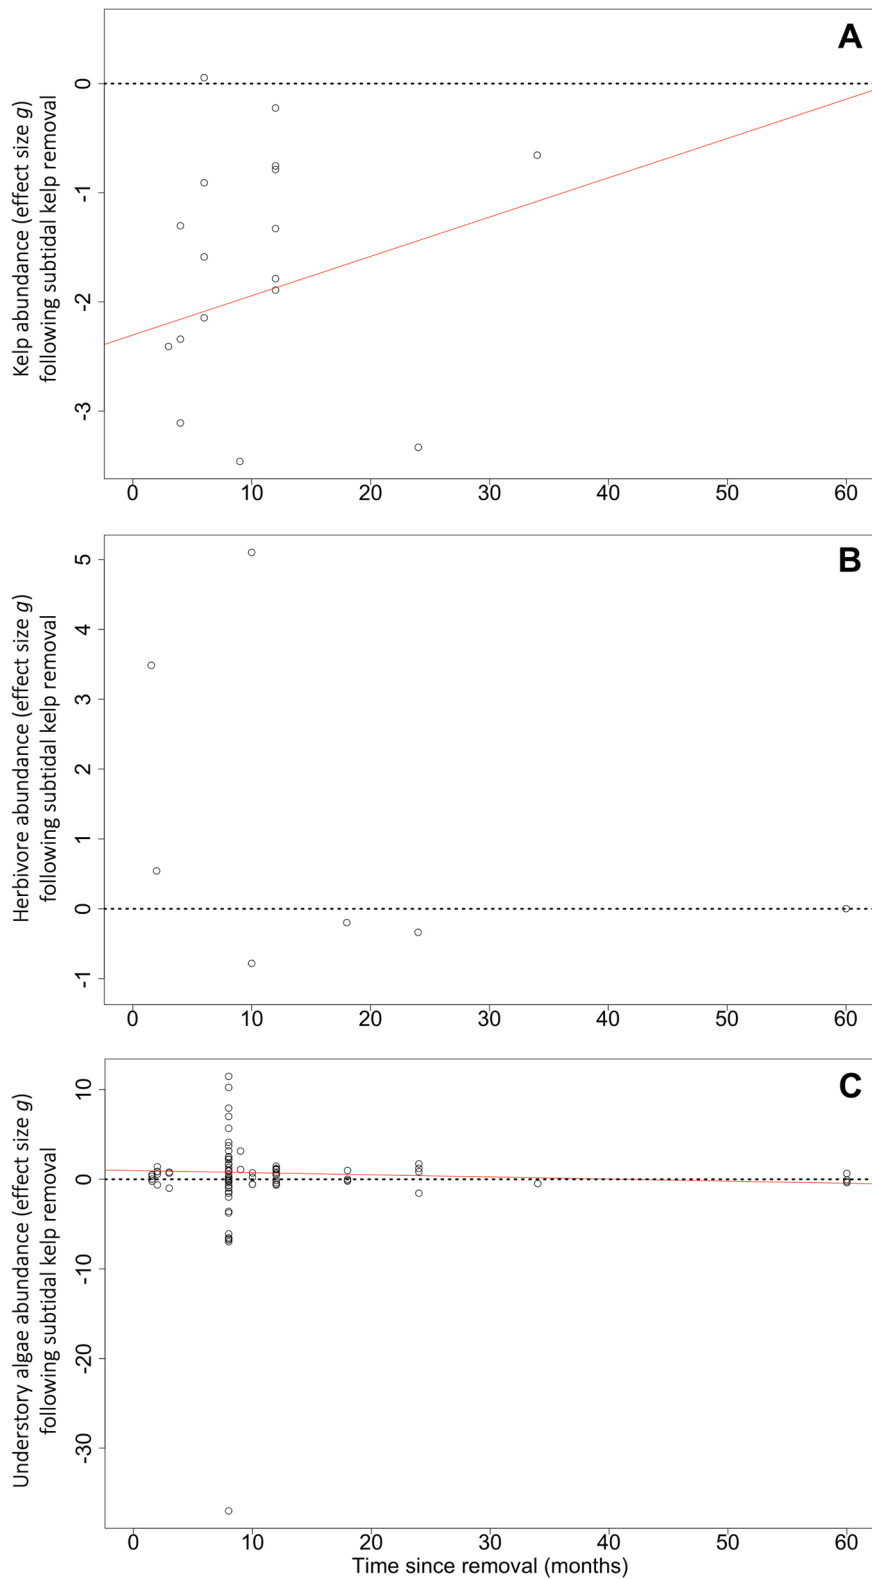 A
Kelp abundance (effect size g)
following subtidal kelp removal
0
-1
-2
-3
0 10 20 30 40 50 60
B
Herbivore abundance (effect size g)
following subtidal kelp removal
5
4
3
2
1
0
-1
0 10 20 30 40 50 60
C
Understory algae abundance (effect size g)
following subtidal kelp removal
10
0
-10
-20
-30
0 10 20 30 40 50 60
Time since removal (months)